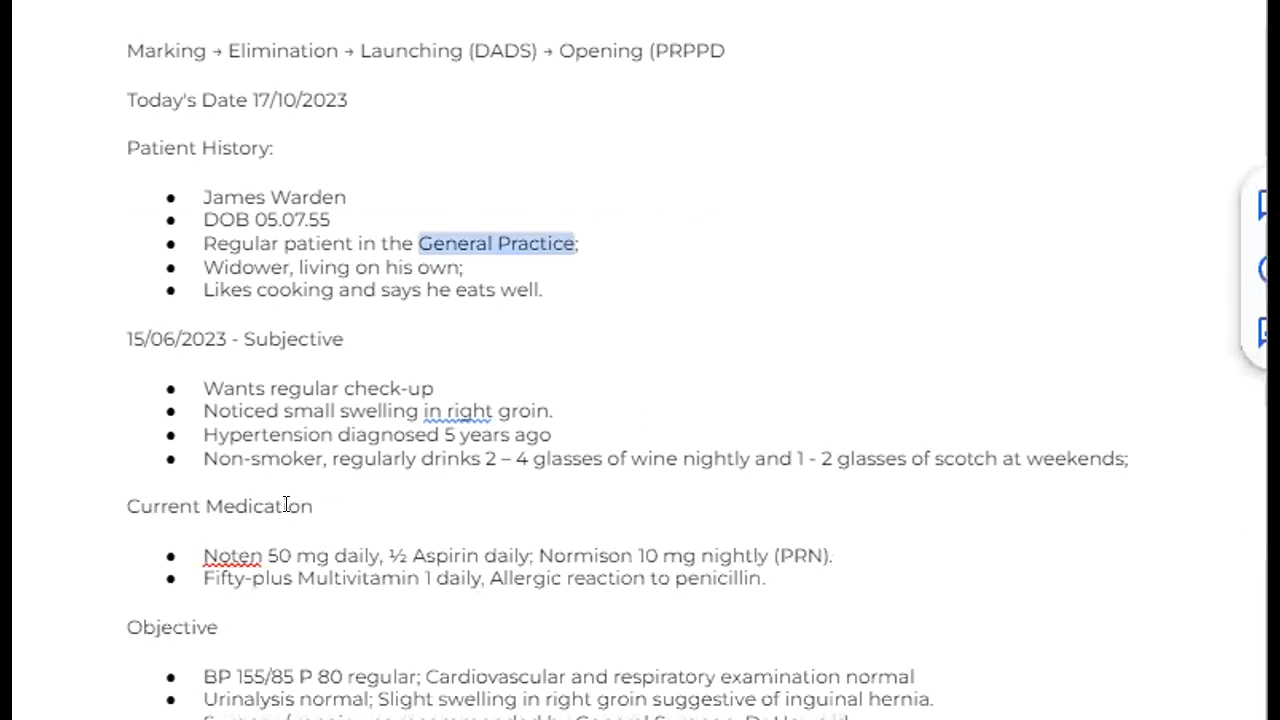 Marking → Elimination → Launching (DADS) → Opening (PRPPD
Today's Date 17/10/2023
Patient History:
● James Warden
● DOB 05.07.55
● Regular patient in the General Practice;
● Widower, living on his own;
● Likes cooking and says he eats well.
15/06/2023 - Subjective
● Wants regular check-up
● Noticed small swelling in right groin.
● Hypertension diagnosed 5 years ago
● Non-smoker, regularly drinks 2 – 4 glasses of wine nightly and 1 - 2 glasses of scotch at weekends;
Current Medication
● Noten 50 mg daily, ½ Aspirin daily; Normison 10 mg nightly (PRN).
● Fifty-plus Multivitamin 1 daily, Allergic reaction to penicillin.
Objective
● BP 155/85 P 80 regular; Cardiovascular and respiratory examination normal
● Urinalysis normal; Slight swelling in right groin suggestive of inguinal hernia.